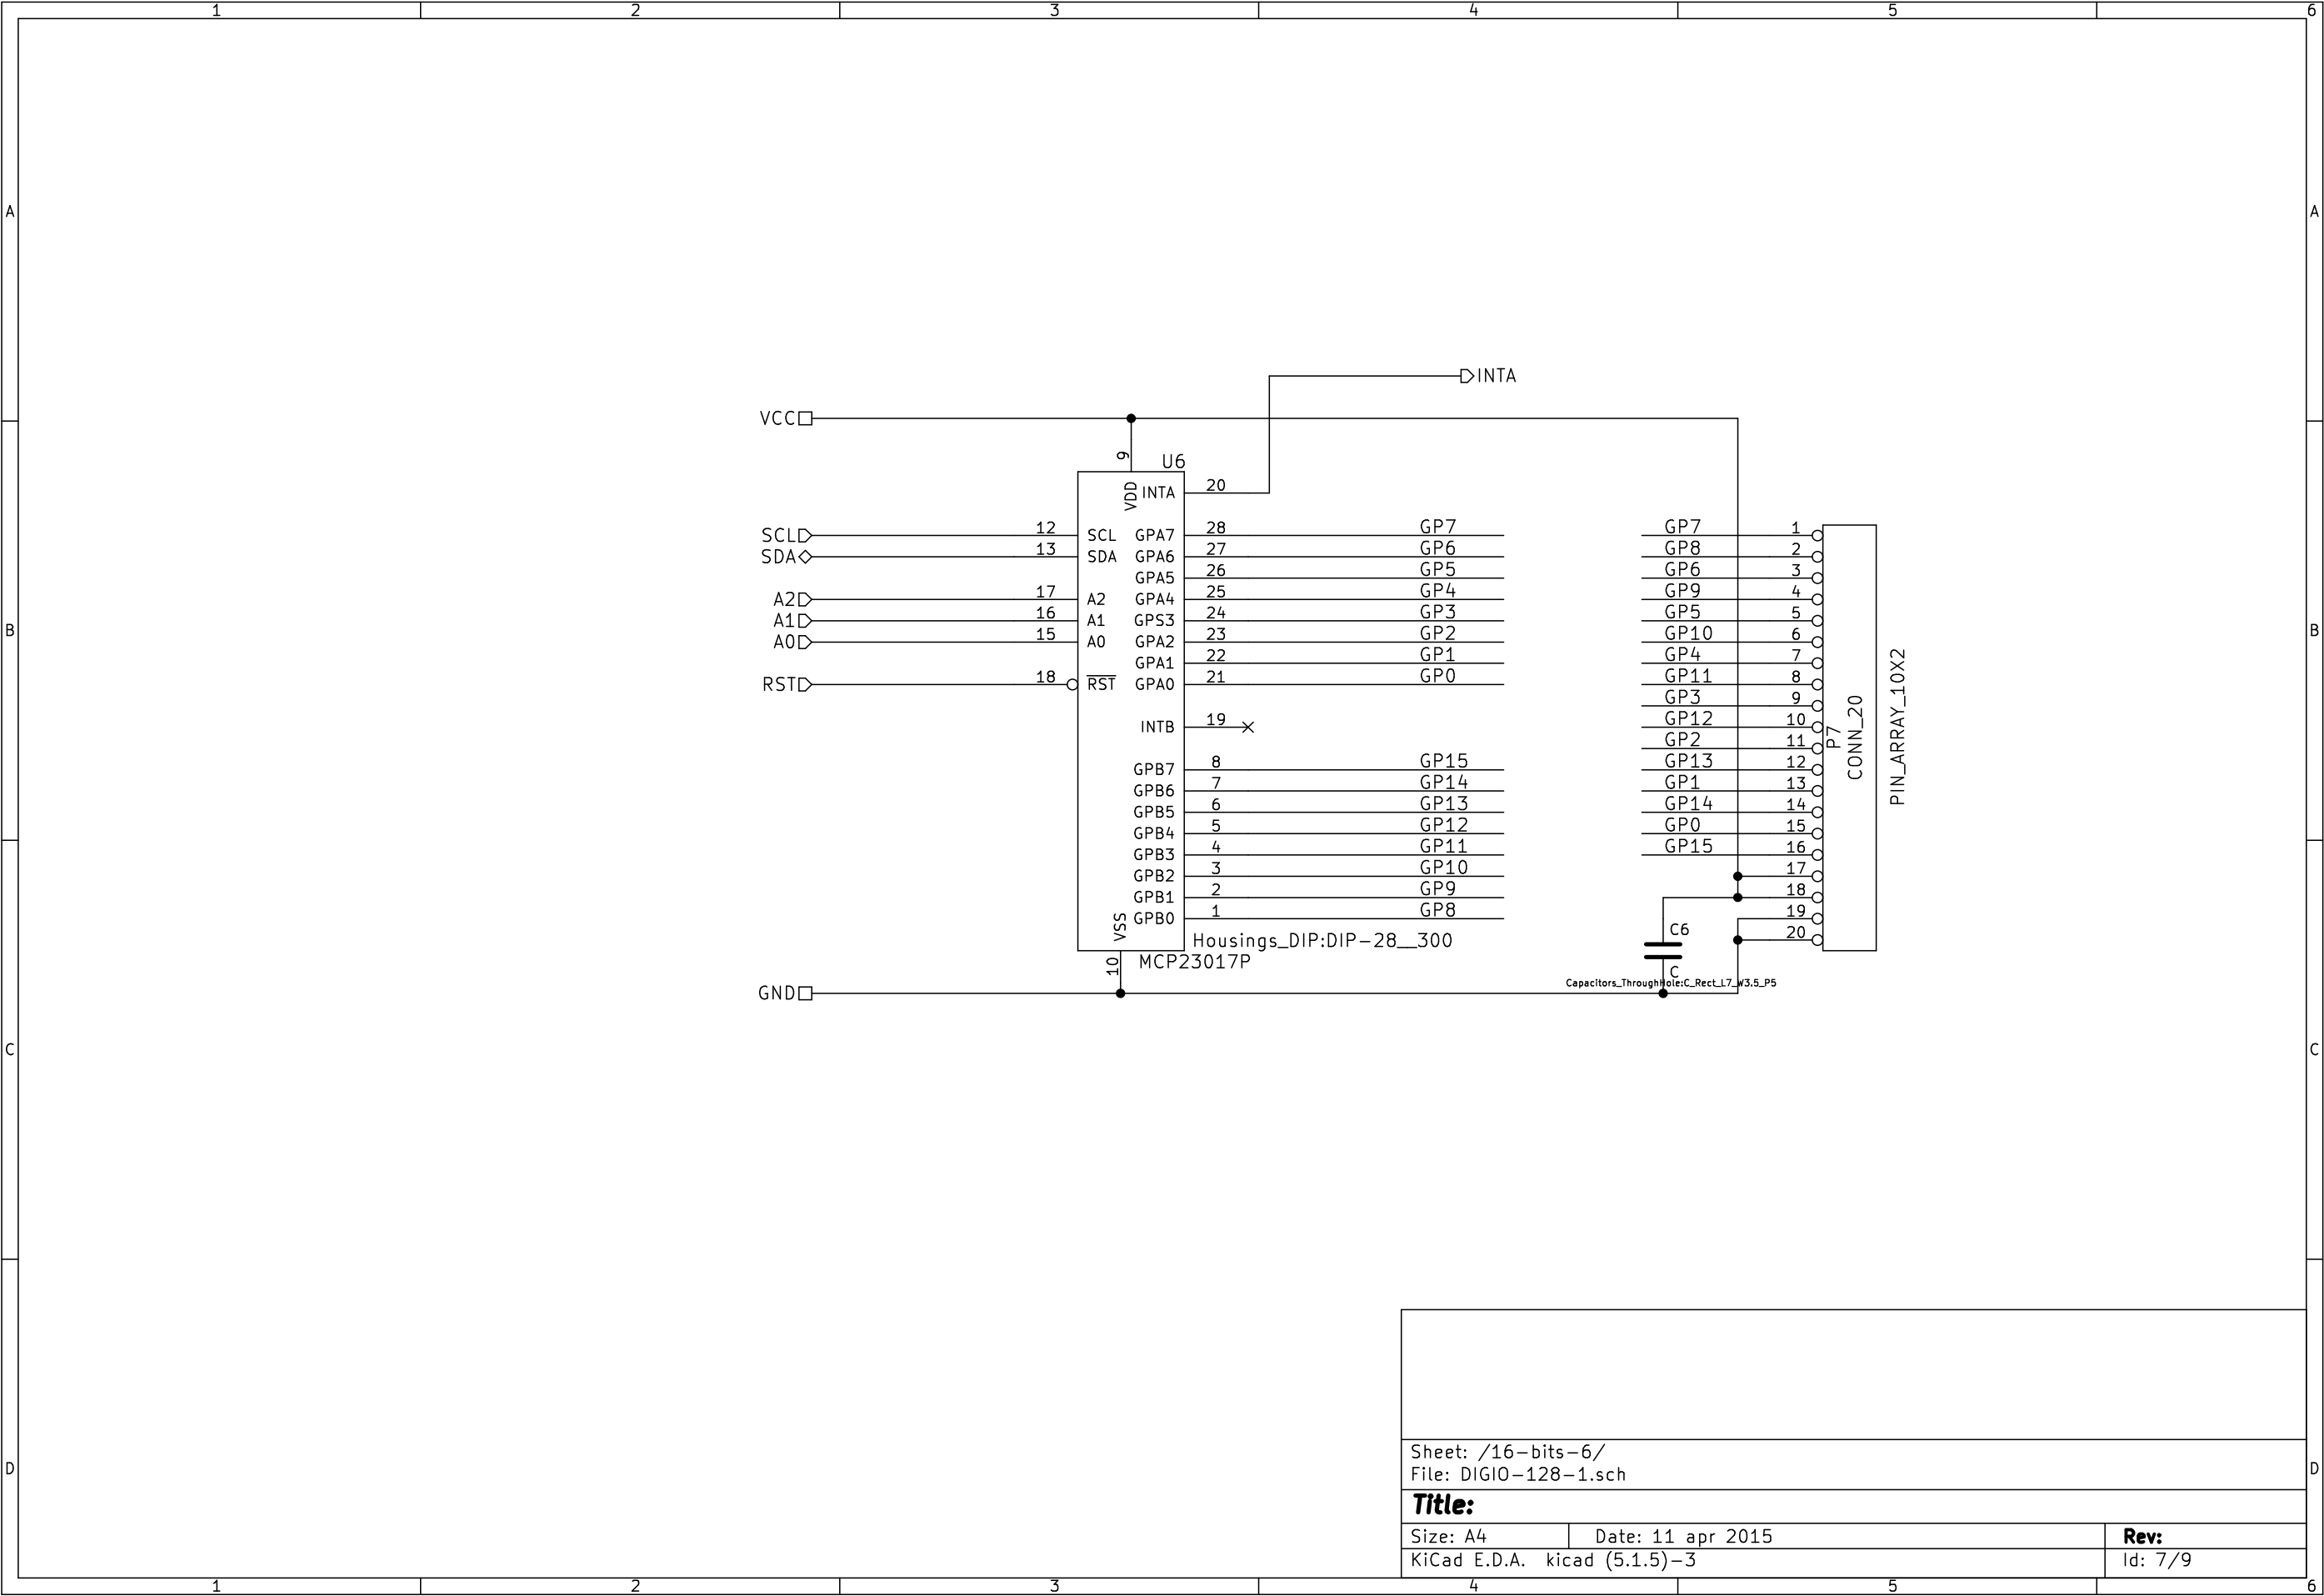 1 2 3 4 5 6
A A
INTA
VCC
9
U6
VDD INTA 20
SCL 12 SCL GPA7 28 GP7 GP7 1
SDA 13 SDA GPA6 27 GP6 GP8 2
GPA5 26 GP5 GP6 3
A2 17 A2 GPA4 25 GP4 GP9 4
A1 16 A1 GPS3 24 GP3 GP5 5
B B
A0 15 A0 GPA2 23 GP2 GP10 6
GPA1 22 GP1 GP4 7
RST 18 RST GPA0 21 GP0 GP11 8
GP3 9
INTB 19 GP12 10
GP2 11
P7
CONN_20
PIN_ARRAY_10X2
GPB7 8 GP15 GP13 12
GPB6 7 GP14 GP1 13
GPB5 6 GP13 GP14 14
GPB4 5 GP12 GP0 15
GPB3 4 GP11 GP15 16
GPB2 3 GP10 17
GPB1 2 GP9 18
VSS GPB0 1 GP8 19
C6 20
Housings_DIP:DIP-28__300
10 MCP23017P
C
Capacitors_ThroughHole:C_Rect_L7_W3.5_P5
GND
C C
Sheet: /16-bits-6/
File: DIGIO-128-1.sch
D D
Title:
Size: A4 Date: 11 apr 2015 Rev:
KiCad E.D.A. kicad (5.1.5)-3 Id: 7/9
1 2 3 4 5 6